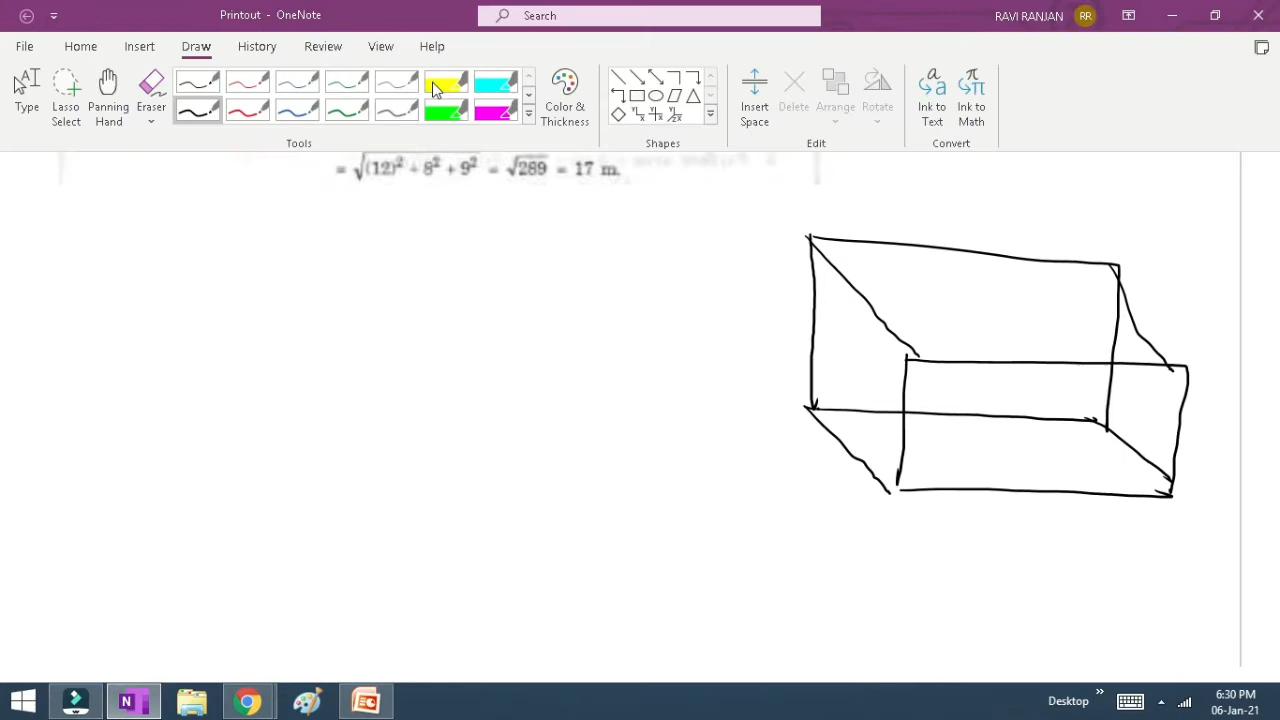 Printout - OneNote
Search
RAVI RANJAN
RR
File
Home
Insert
Draw
History
Review
View
Help
Type
Lasso Select
Panning Hand
Eraser
Color & Thickness
Insert Space
Delete
Arrange
Rotate
Ink to Text
Ink to Math
Tools
Shapes
Edit
Convert
= √(12)² + 8² + 9² = √289 = 17 m.
Desktop
6:30 PM
06-Jan-21